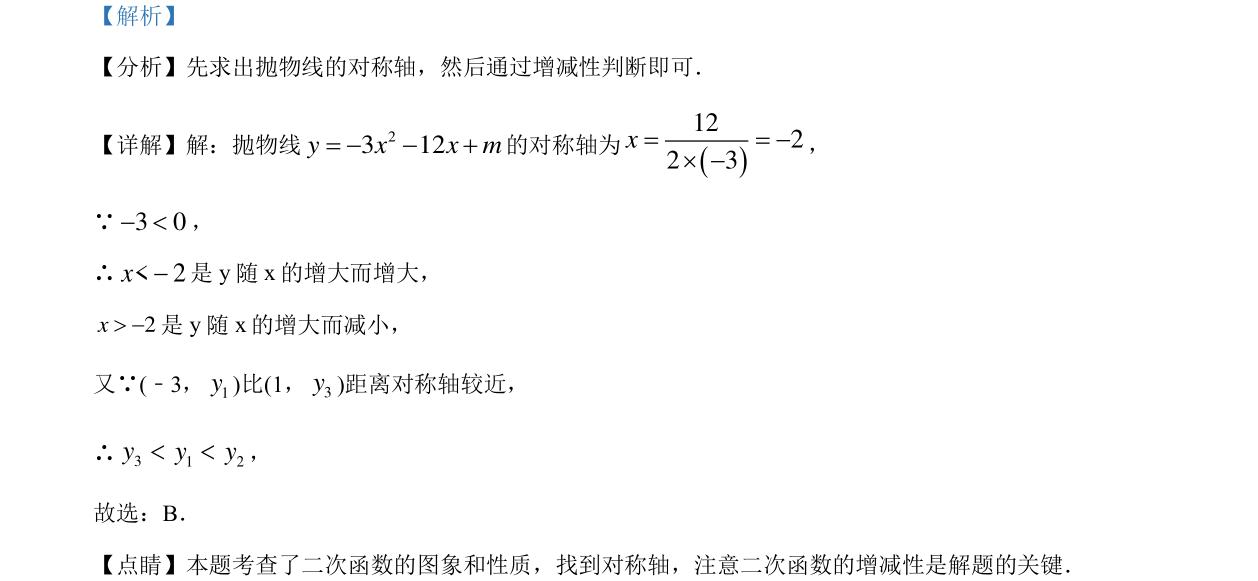 【解析】
【分析】先求出抛物线的对称轴，然后通过增减性判断即可．
【详解】解：抛物线 y = −3x² −12x + m 的对称轴为 x = 12/(2×(−3)) = −2，
∵ −3 < 0，
∴ x< − 2 是 y 随 x 的增大而增大，
x > −2 是 y 随 x 的增大而减小，
又∵(﹣3， y₁)比(1， y₃)距离对称轴较近，
∴ y₃ < y₁ < y₂，
故选：B．
【点睛】本题考查了二次函数的图象和性质，找到对称轴，注意二次函数的增减性是解题的关键．